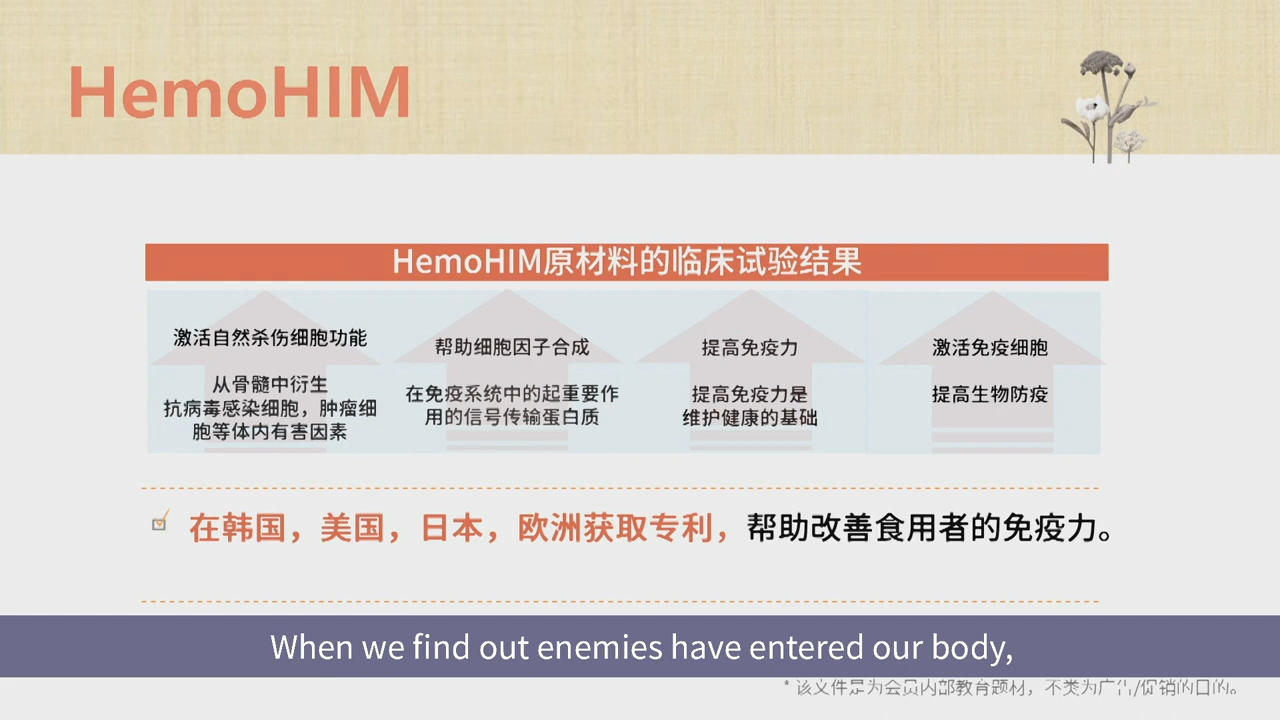 HemoHIM
HemoHIM原材料的临床试验结果
激活自然杀伤细胞功能
从骨髓中衍生
抗病毒感染细胞，肿瘤细
胞等体内有害因素
帮助细胞因子合成
在免疫系统中的起重要作
用的信号传输蛋白质
提高免疫力
提高免疫力是
维护健康的基础
激活免疫细胞
提高生物防疫
在韩国，美国，日本，欧洲获取专利，帮助改善食用者的免疫力。
When we find out enemies have entered our body,
* 该文件是为会员内部教育题材，不类为广告/促销的目的。